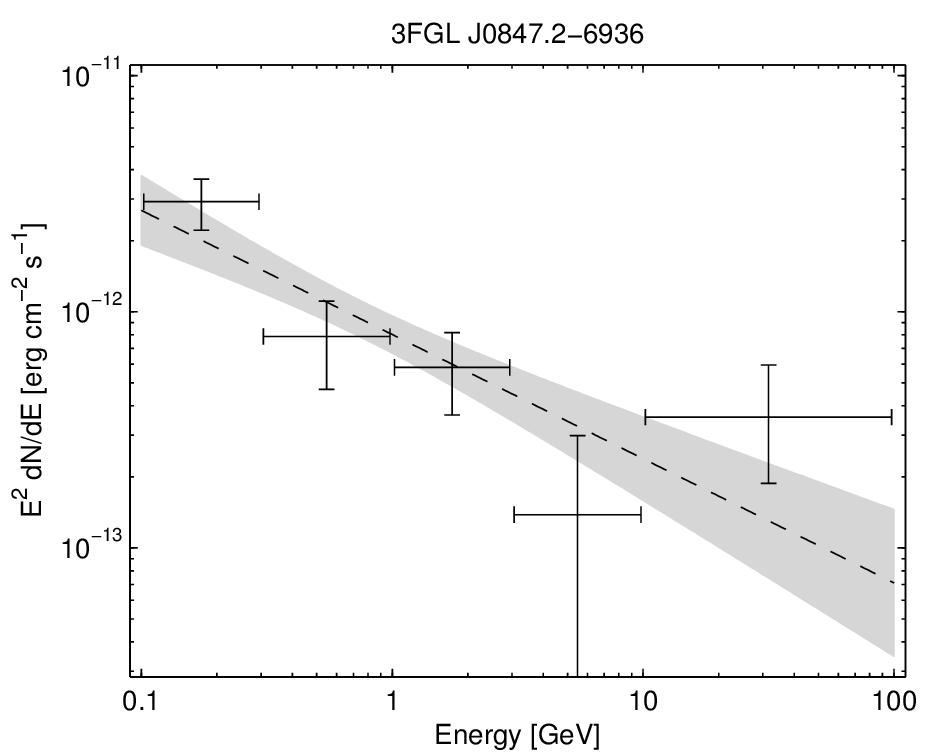 3FGL J0847.2−6936
E² dN/dE [erg cm⁻² s⁻¹]
10⁻¹¹
10⁻¹²
10⁻¹³
0.1 1 10 100
Energy [GeV]